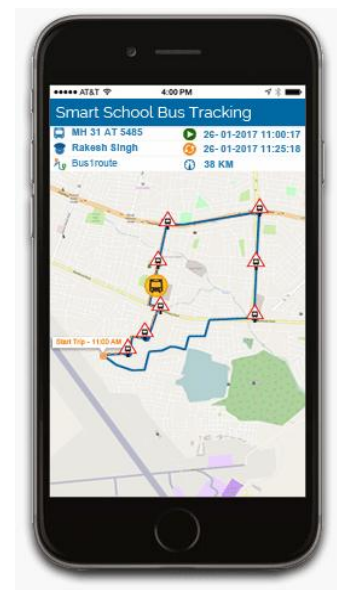 AT&T 4:00 PM
Smart School Bus Tracking
MH 31 AT 5485 26-01-2017 11:00:17
Rakesh Singh 26-01-2017 11:25:18
Bus1route 38 KM
Start Trip - 11:00 AM